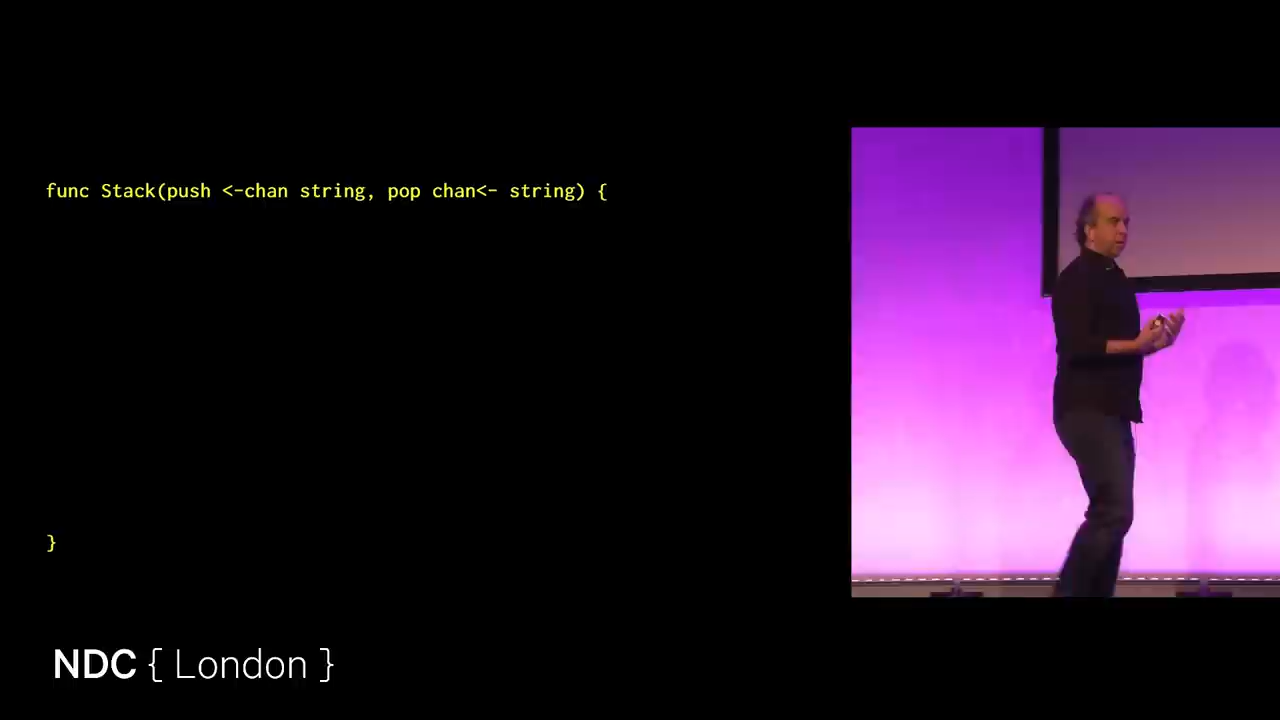 func Stack(push <-chan string, pop chan<- string) {
}
NDC { London }